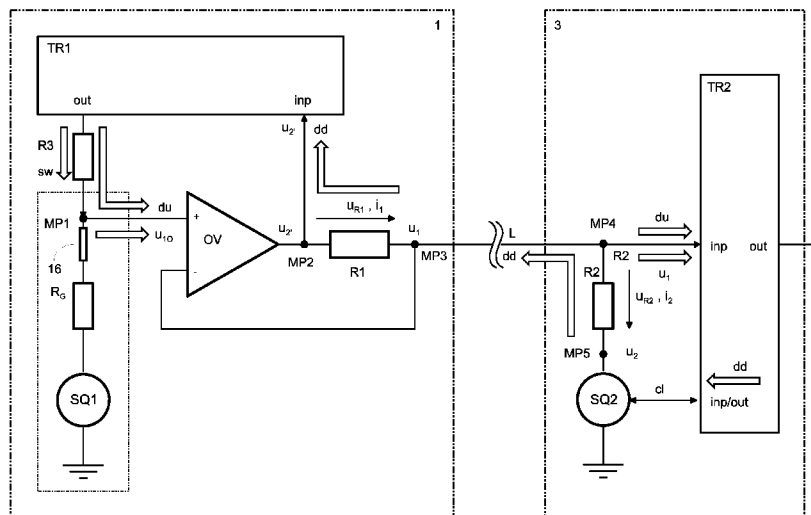 1
3
TR1
out
inp
TR2
u2'
dd
R3
sw
du
MP1
u10
16
RG
+
OV
-
u2'
uR1 , i1
u1
MP2
R1
MP3
L
dd
MP4
du
R2
R2
u1
inp
out
uR2 , i2
MP5
u2
dd
SQ1
SQ2
cl
inp/out